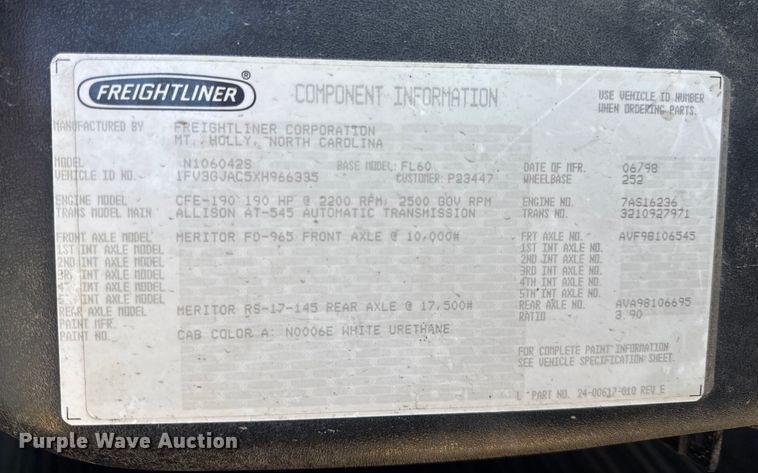 FREIGHTLINER®
COMPONENT INFORMATION
USE VEHICLE ID NUMBER
WHEN ORDERING PARTS.
MANUFACTURED BY FREIGHTLINER CORPORATION
MT. HOLLY, NORTH CAROLINA
MODEL N106042S BASE MODEL: FL60 DATE OF MFR. 06/98
VEHICLE ID NO. 1FV3GJAC5XH966335 CUSTOMER: P23447 WHEELBASE 252
ENGINE MODEL CFE-190 190 HP @ 2200 RPM, 2500 GOV RPM ENGINE NO. 7AS16236
TRANS MODEL MAIN ALLISON AT-545 AUTOMATIC TRANSMISSION TRANS NO. 3210927971
FRONT AXLE MODEL MERITOR FD-965 FRONT AXLE @ 10,000# FRT AXLE NO. AVF98106545
1ST INT AXLE MODEL 1ST INT AXLE NO.
2ND INT AXLE MODEL 2ND INT AXLE NO.
3RD INT AXLE MODEL 3RD INT AXLE NO.
4TH INT AXLE MODEL 4TH INT AXLE NO.
5TH INT AXLE MODEL 5TH INT AXLE NO.
REAR AXLE MODEL MERITOR RS-17-145 REAR AXLE @ 17,500# REAR AXLE NO. AVA98106695
PAINT MFR. RATIO 3.90
PAINT NO. CAB COLOR A: N0006E WHITE URETHANE
FOR COMPLETE PAINT INFORMATION
SEE VEHICLE SPECIFICATION SHEET.
PART NO. 24-00617-010 REV E
Purple Wave Auction